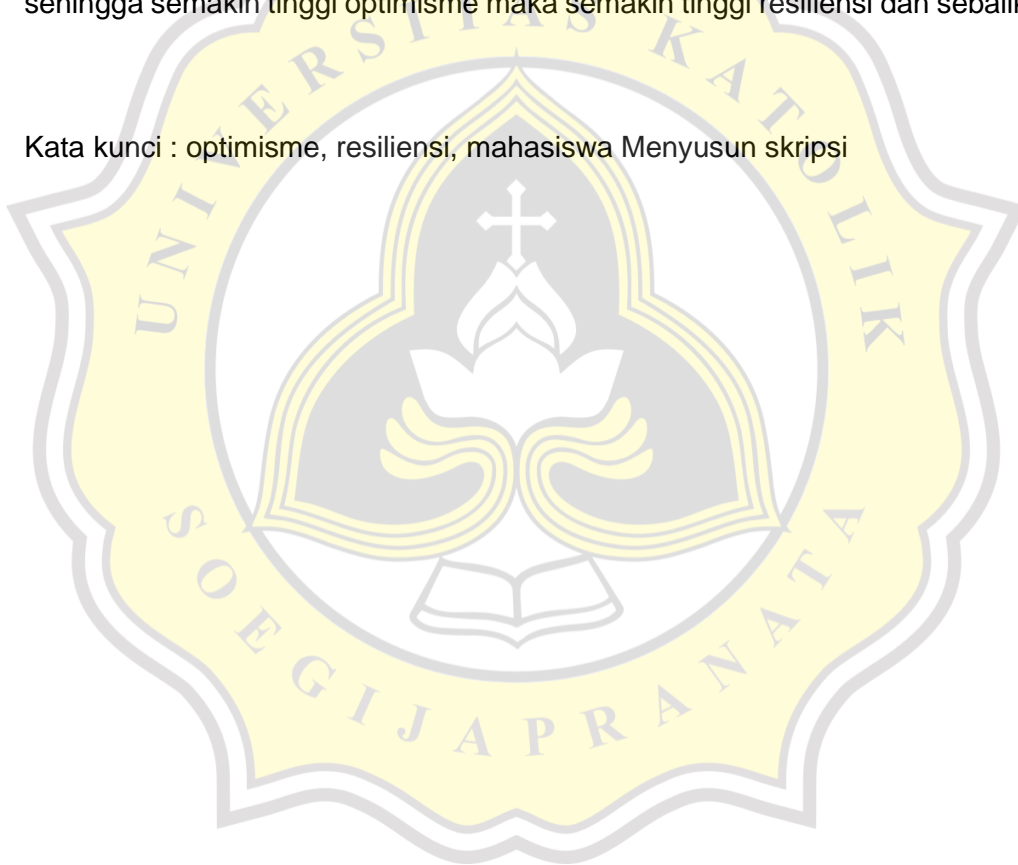 sehingga semakin tinggi optimisme maka semakin tinggi resiliensi dan
Kata kunci : optimisme, resiliensi, mahasiswa Menyusun skripsi
UNIVERSITAS KATOLIK
SOEGIJAPRANATA